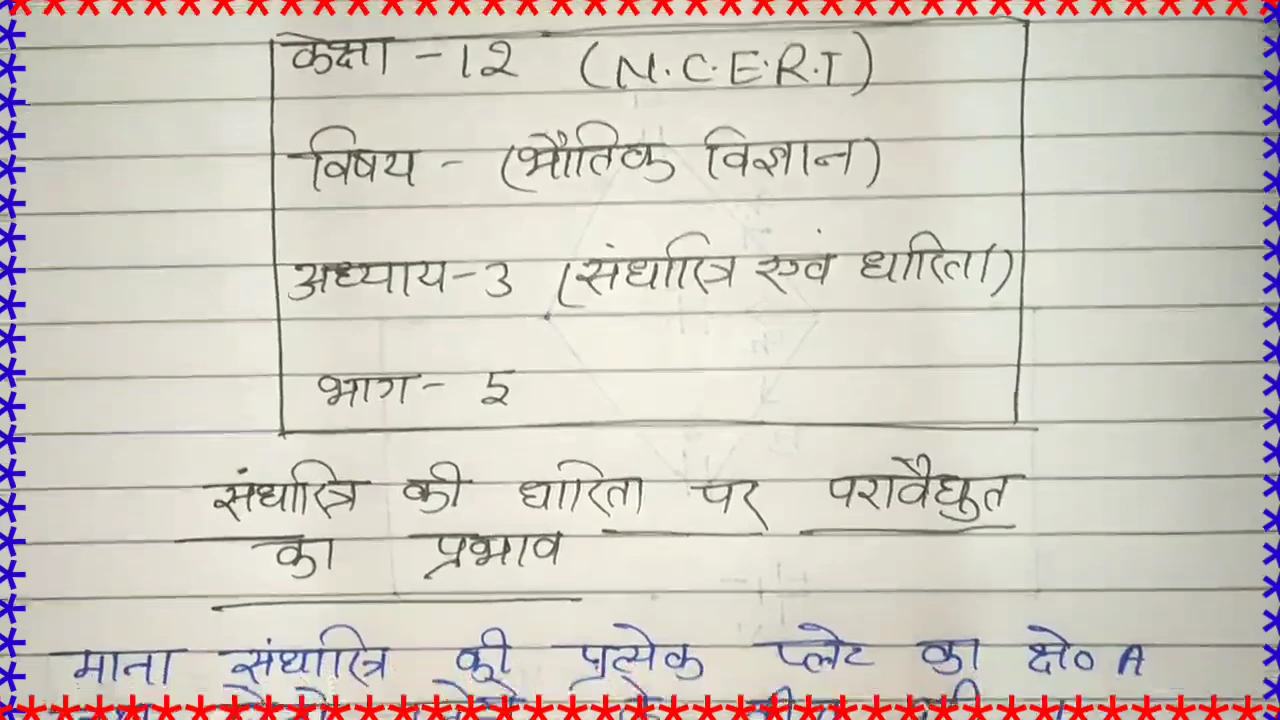 कक्षा - 12 (N.C.E.R.T)
विषय - (भौतिक विज्ञान)
अध्याय - 3 (संधारित्र एवं धारिता)
भाग - 5
संधारित्र की धारिता पर परावैद्युत
का प्रभाव
माना संधारित्र की प्रत्येक प्लेट का क्षे० A